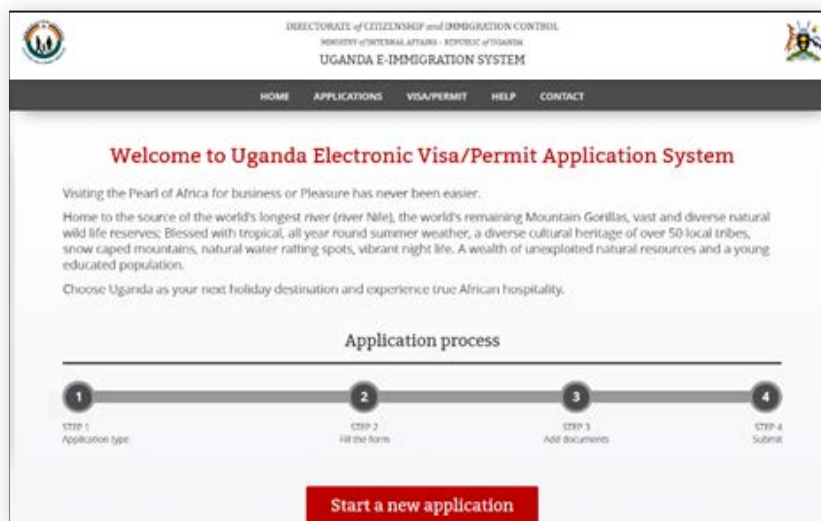 DIRECTORATE of CITIZENSHIP and IMMIGRATION CONTROL
MINISTRY of INTERNAL AFFAIRS - REPUBLIC of UGANDA
UGANDA E-IMMIGRATION SYSTEM
HOME APPLICATIONS VISA/PERMIT HELP CONTACT
Welcome to Uganda Electronic Visa/Permit Application System
Visiting the Pearl of Africa for business or Pleasure has never been easier.
Home to the source of the world's longest river (river Nile), the world's remaining Mountain Gorillas, vast and diverse natural
wild life reserves; Blessed with tropical, all year round summer weather, a diverse cultural heritage of over 50 local tribes,
snow caped mountains, natural water rafting spots, vibrant night life. A wealth of unexploited natural resources and a young
educated population.
Choose Uganda as your next holiday destination and experience true African hospitality.
Application process
1 2 3 4
STEP 1 STEP 2 STEP 3 STEP 4
Application type Fill the form Add documents Submit
Start a new application